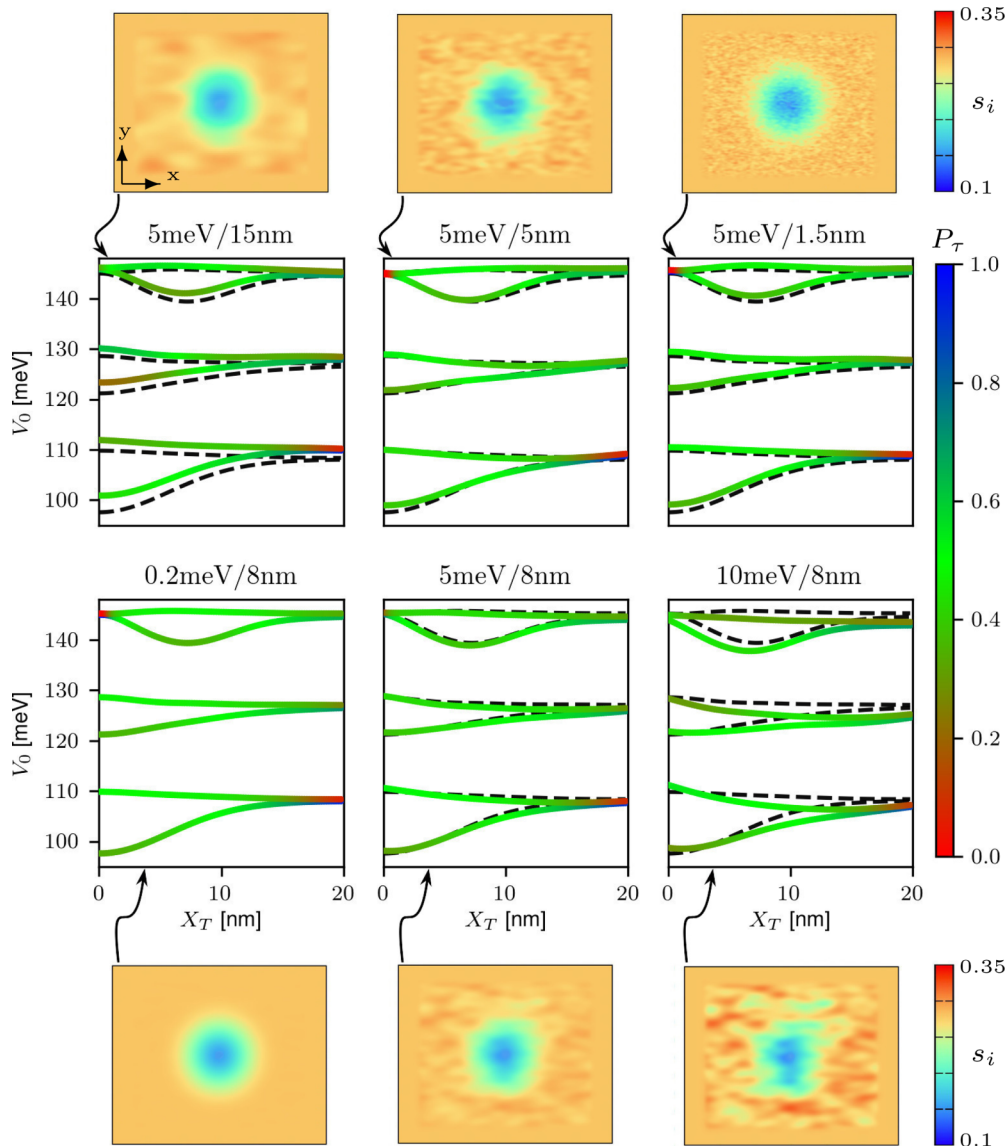 0.35
s_i
0.1
y
x
5meV/15nm
5meV/5nm
5meV/1.5nm
P_τ
V_0 [meV]
140
130
120
110
100
1.0
0.8
0.6
0.4
0.2
0.0
0.2meV/8nm
5meV/8nm
10meV/8nm
V_0 [meV]
140
130
120
110
100
0 10 20
0 10 20
0 10 20
X_T [nm]
X_T [nm]
X_T [nm]
0.35
s_i
0.1